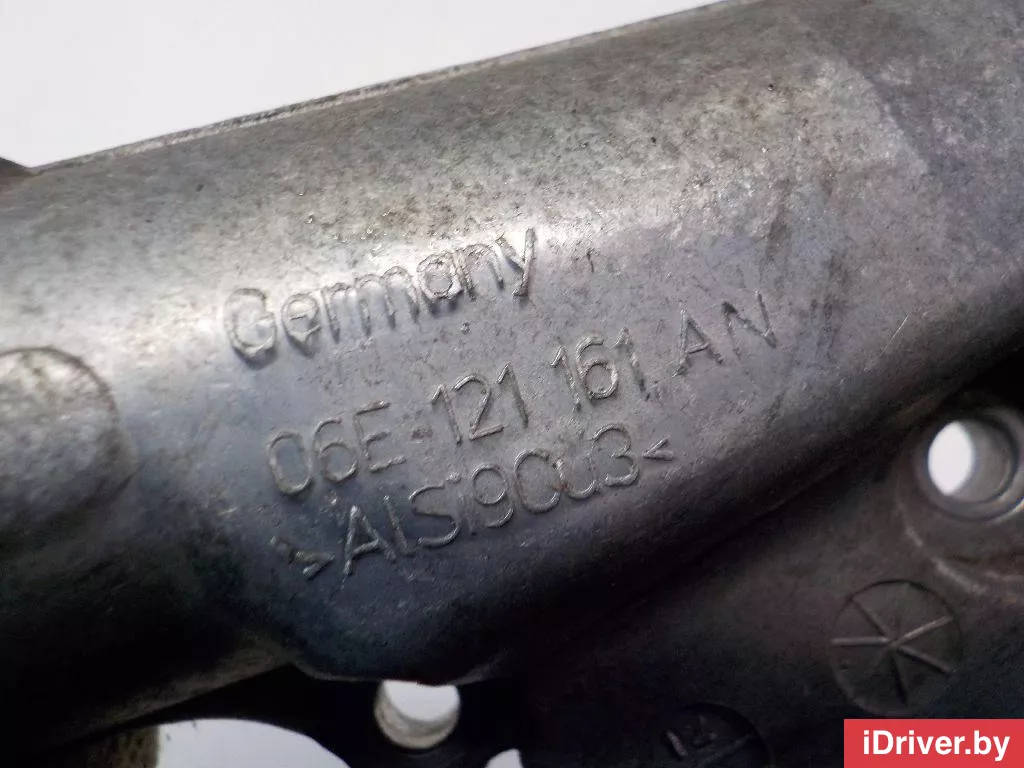 Germany
06E 121 161 AN
>AlSi9Cu3<
iDriver.by